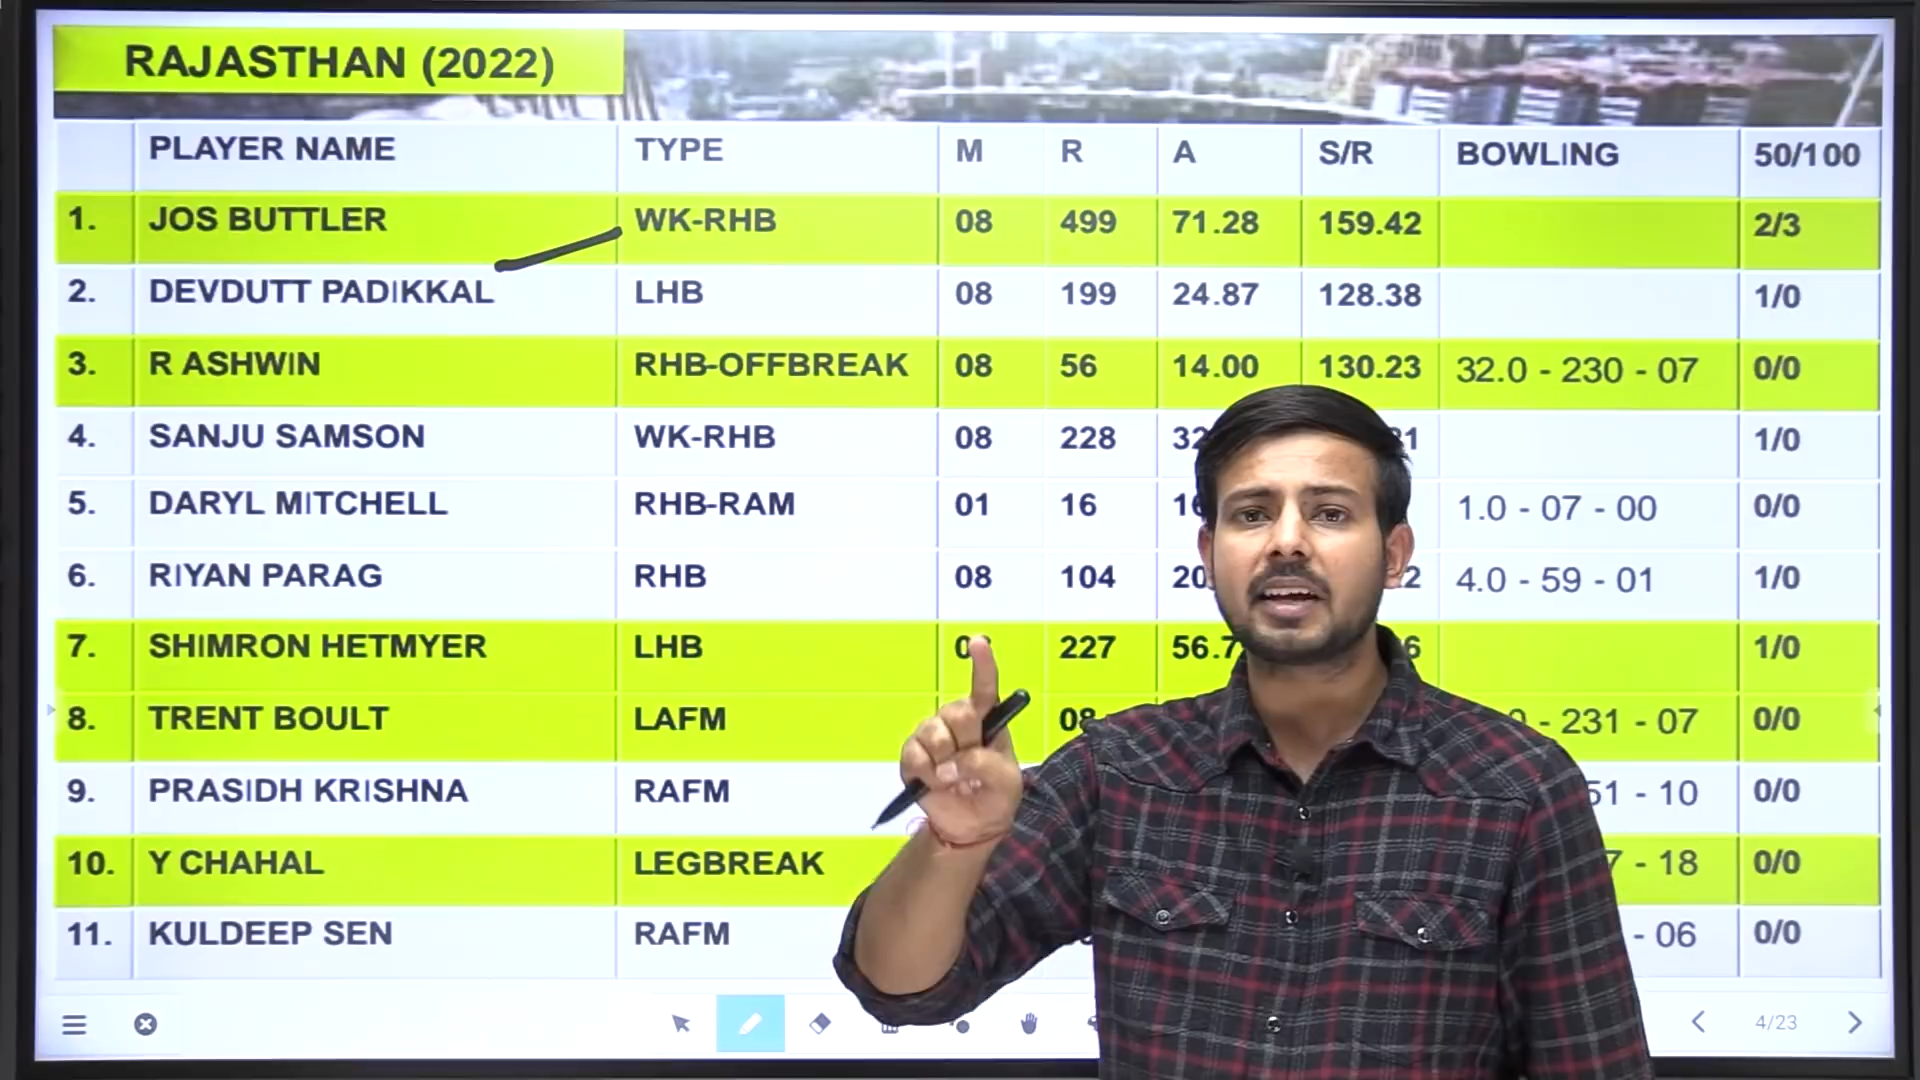 RAJASTHAN (2022)
PLAYER NAME TYPE M R A S/R BOWLING 50/100
1. JOS BUTTLER WK-RHB 08 499 71.28 159.42 2/3
2. DEVDUTT PADIKKAL LHB 08 199 24.87 128.38 1/0
3. R ASHWIN RHB-OFFBREAK 08 56 14.00 130.23 32.0 - 230 - 07 0/0
4. SANJU SAMSON WK-RHB 08 228 1/0
5. DARYL MITCHELL RHB-RAM 01 16 1.0 - 07 - 00 0/0
6. RIYAN PARAG RHB 08 104 4.0 - 59 - 01 1/0
7. SHIMRON HETMYER LHB 227 1/0
8. TRENT BOULT LAFM 08 - 231 - 07 0/0
9. PRASIDH KRISHNA RAFM - 10 0/0
10. Y CHAHAL LEGBREAK - 18 0/0
11. KULDEEP SEN RAFM - 06 0/0
4/23